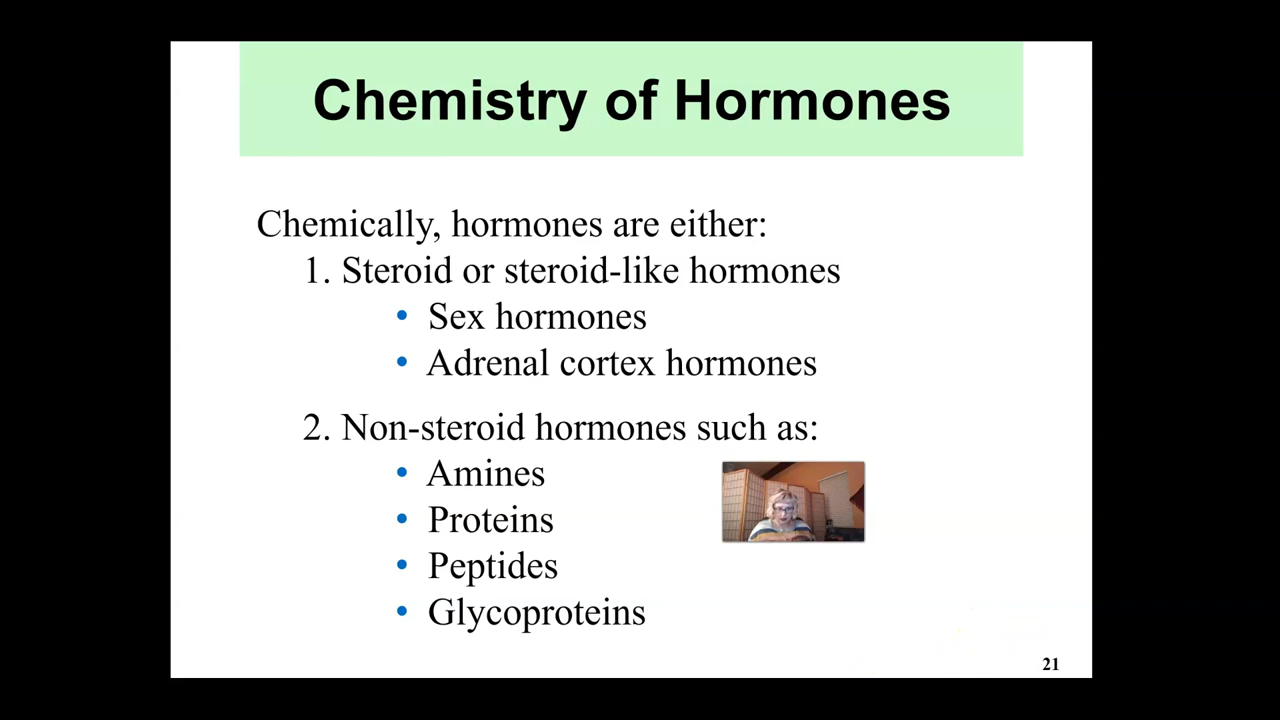 Chemistry of Hormones
Chemically, hormones are either:
1. Steroid or steroid-like hormones
• Sex hormones
• Adrenal cortex hormones
2. Non-steroid hormones such as:
• Amines
• Proteins
• Peptides
• Glycoproteins
21